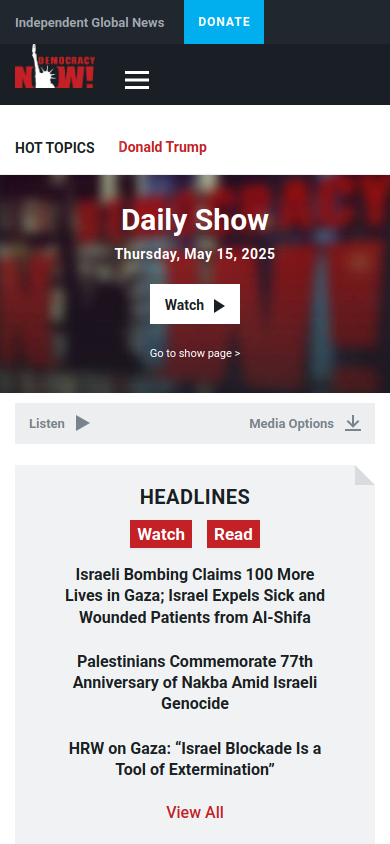 Independent Global News
DONATE
DEMOCRACY
NOW!
HOT TOPICS
Donald Trump
Daily Show
Thursday, May 15, 2025
Watch
Go to show page >
Listen
Media Options
HEADLINES
Watch
Read
Israeli Bombing Claims 100 More
Lives in Gaza; Israel Expels Sick and
Wounded Patients from Al-Shifa
Palestinians Commemorate 77th
Anniversary of Nakba Amid Israeli
Genocide
HRW on Gaza: “Israel Blockade Is a
Tool of Extermination”
View All